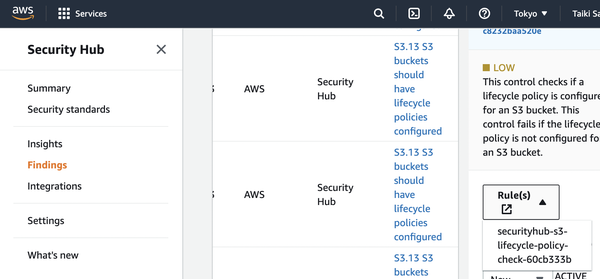 aws
Services
Tokyo
Taiki Sa
Security Hub
Summary
Security standards
Insights
Findings
Integrations
Settings
What's new
AWS
Security
Hub
S3.13 S3
buckets
should
have
lifecycle
policies
configured
AWS
Security
Hub
S3.13 S3
buckets
should
have
lifecycle
policies
configured
Security
Hub
S3.13 S3
buckets
c8232baa520e
LOW
This control checks if a
lifecycle policy is configure
for an S3 bucket. This
control fails if the lifecycle
policy is not configured fo
an S3 bucket.
Rule(s)
securityhub-s3-
lifecycle-policy-
check-60cb333b
New
ACTIVE